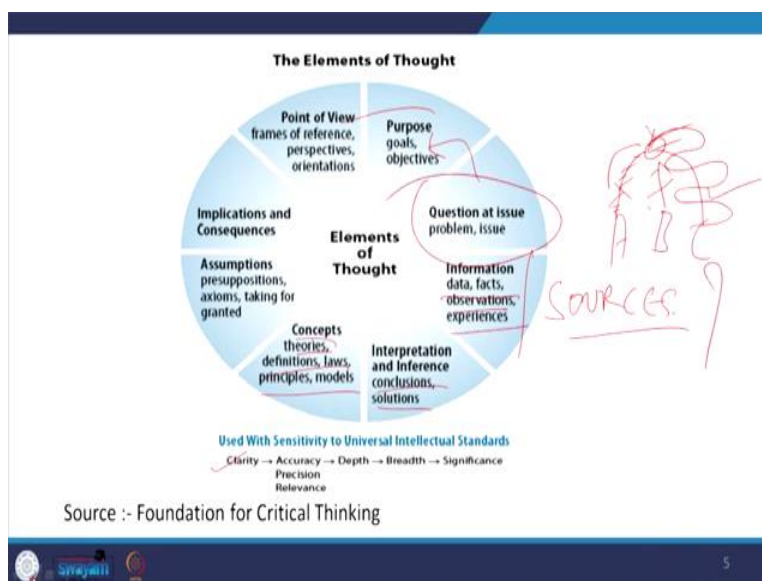 The Elements of Thought
Point of View
frames of reference,
perspectives,
orientations
Purpose
goals,
objectives
Question at issue
problem, issue
Information
data, facts,
observations,
experiences
Interpretation
and Inference
conclusions,
solutions
Concepts
theories,
definitions, laws,
principles, models
Assumptions
presuppositions,
axioms, taking for
granted
Implications and
Consequences
Elements
of
Thought
A B C
SOURCES
Used With Sensitivity to Universal Intellectual Standards
Clarity → Accuracy → Depth → Breadth → Significance
Precision
Relevance
Source :- Foundation for Critical Thinking
swayam
5